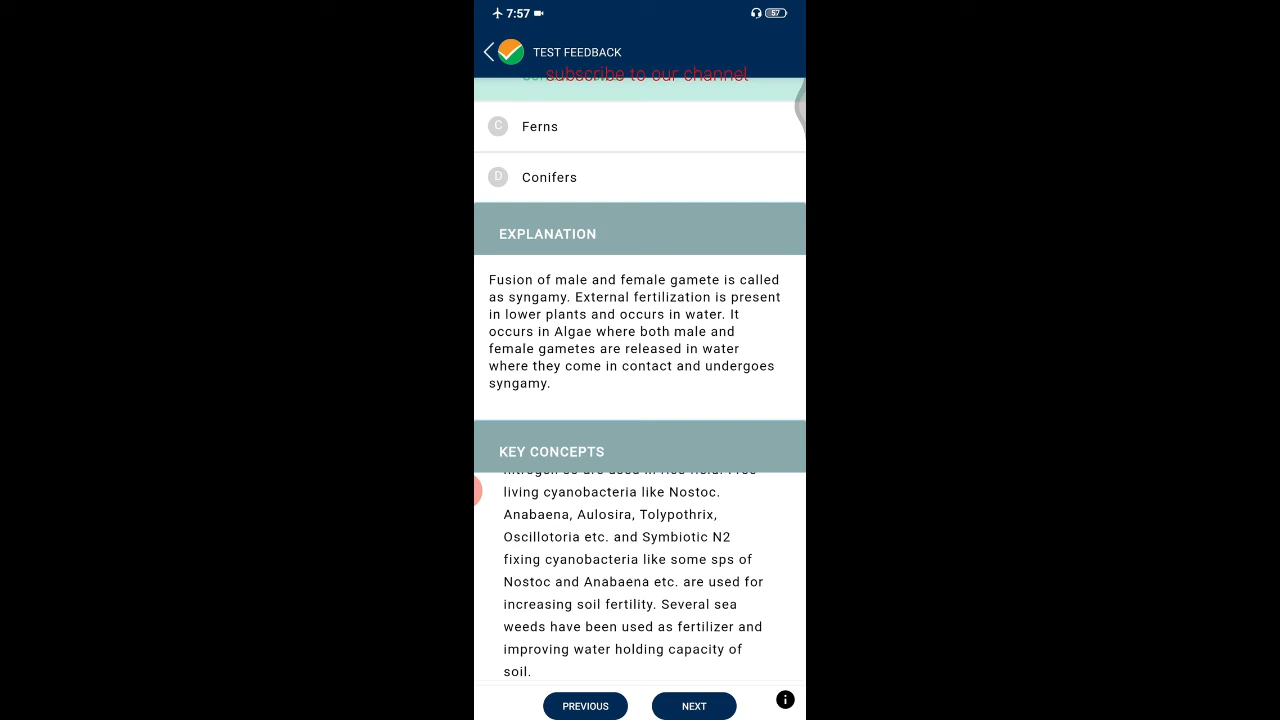 7:57
57
TEST FEEDBACK
subscribe to our channel
C Ferns
D Conifers
EXPLANATION
Fusion of male and female gamete is called
as syngamy. External fertilization is present
in lower plants and occurs in water. It
occurs in Algae where both male and
female gametes are released in water
where they come in contact and undergoes
syngamy.
KEY CONCEPTS
living cyanobacteria like Nostoc.
Anabaena, Aulosira, Tolypothrix,
Oscillotoria etc. and Symbiotic N2
fixing cyanobacteria like some sps of
Nostoc and Anabaena etc. are used for
increasing soil fertility. Several sea
weeds have been used as fertilizer and
improving water holding capacity of
soil.
PREVIOUS NEXT